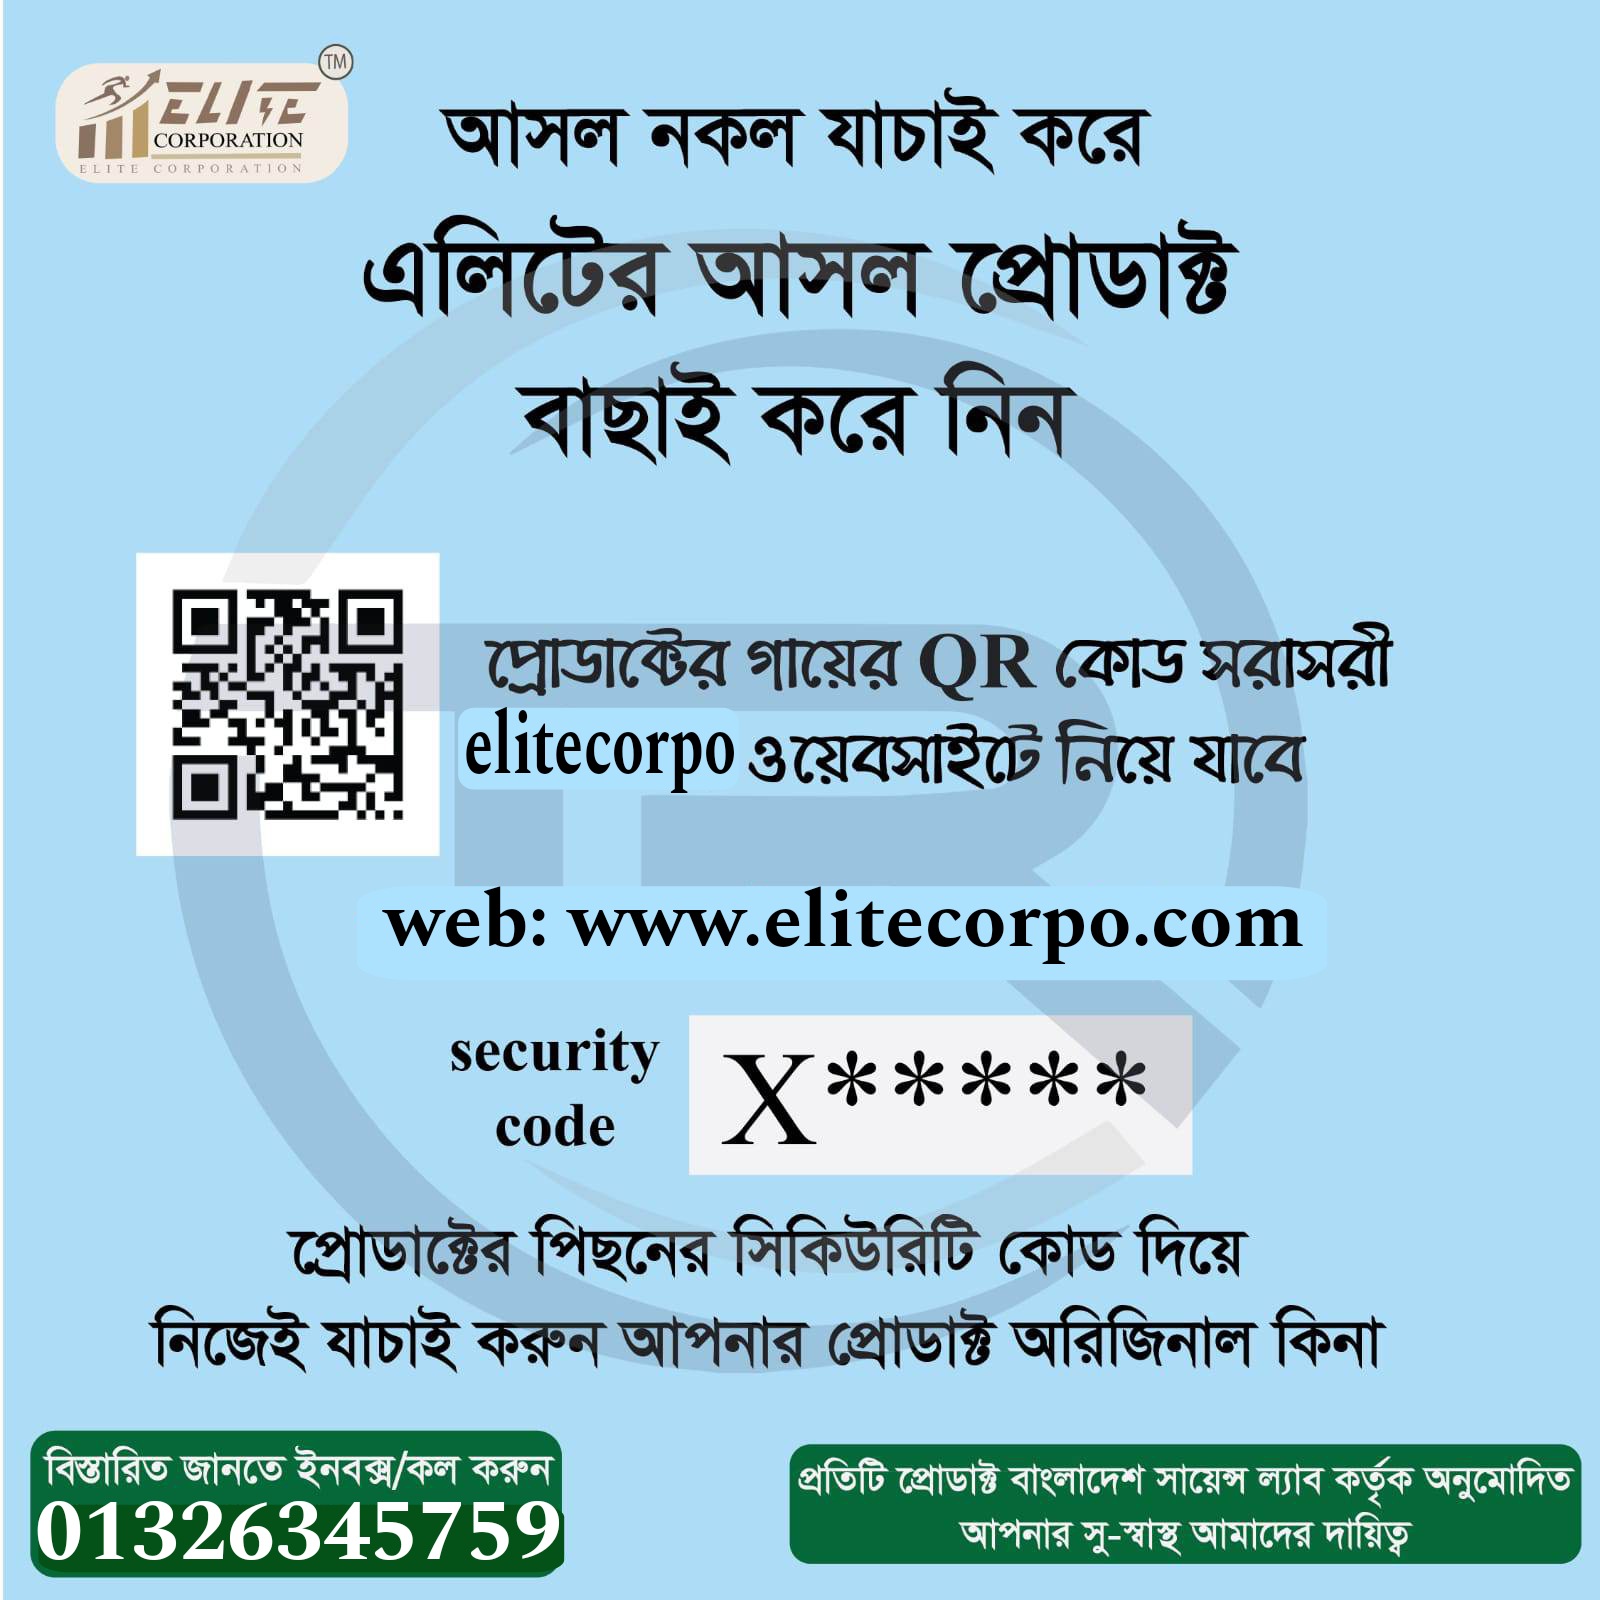 ELITE
TM
CORPORATION
ELITE CORPORATION
আসল নকল যাচাই করে
এলিটের আসল প্রোডাক্ট
বাছাই করে নিন
প্রোডাক্টের গায়ের QR কোড সরাসরী
elitecorpo ওয়েবসাইটে নিয়ে যাবে
web: www.elitecorpo.com
security
code
X*****
প্রোডাক্টের পিছনের সিকিউরিটি কোড দিয়ে
নিজেই যাচাই করুন আপনার প্রোডাক্ট অরিজিনাল কিনা
বিস্তারিত জানতে ইনবক্স/কল করুন
01326345759
প্রতিটি প্রোডাক্ট বাংলাদেশ সায়েন্স ল্যাব কর্তৃক অনুমোদিত
আপনার সু-স্বাস্থ আমাদের দায়িত্ব